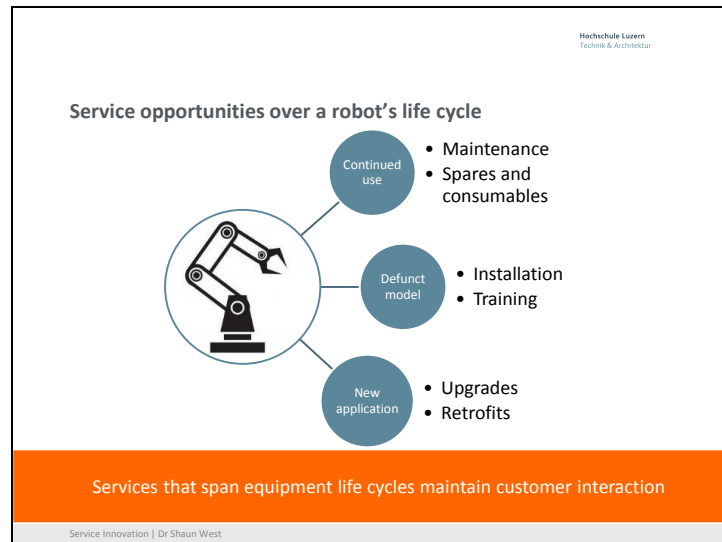 Hochschule Luzern
Technik & Architektur
Service opportunities over a robot's life cycle
Continued
use
• Maintenance
• Spares and
consumables
Defunct
model
• Installation
• Training
New
application
• Upgrades
• Retrofits
Services that span equipment life cycles maintain customer interaction
Service Innovation | Dr Shaun West